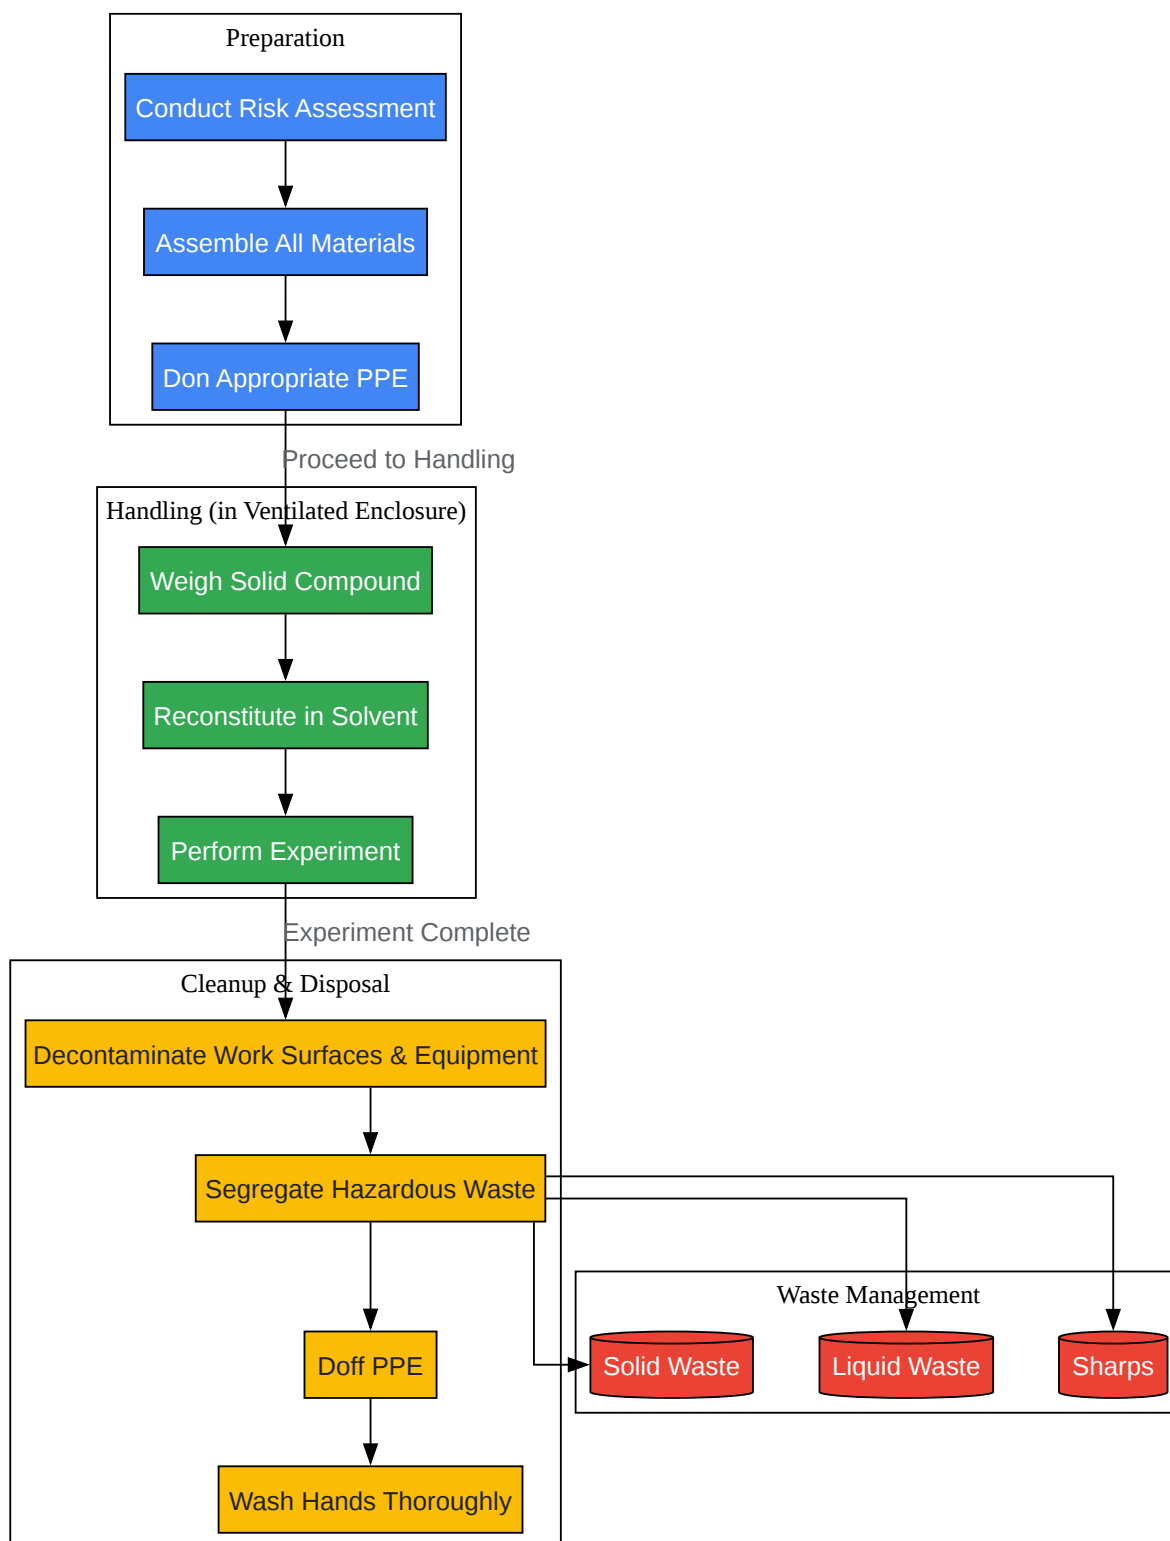 Preparation
Conduct Risk Assessment
Assemble All Materials
Don Appropriate PPE
Proceed to Handling
Handling (in Ventilated Enclosure)
Weigh Solid Compound
Reconstitute in Solvent
Perform Experiment
Experiment Complete
Cleanup & Disposal
Decontaminate Work Surfaces & Equipment
Segregate Hazardous Waste
Waste Management
Doff PPE
Solid Waste
Liquid Waste
Sharps
Wash Hands Thoroughly